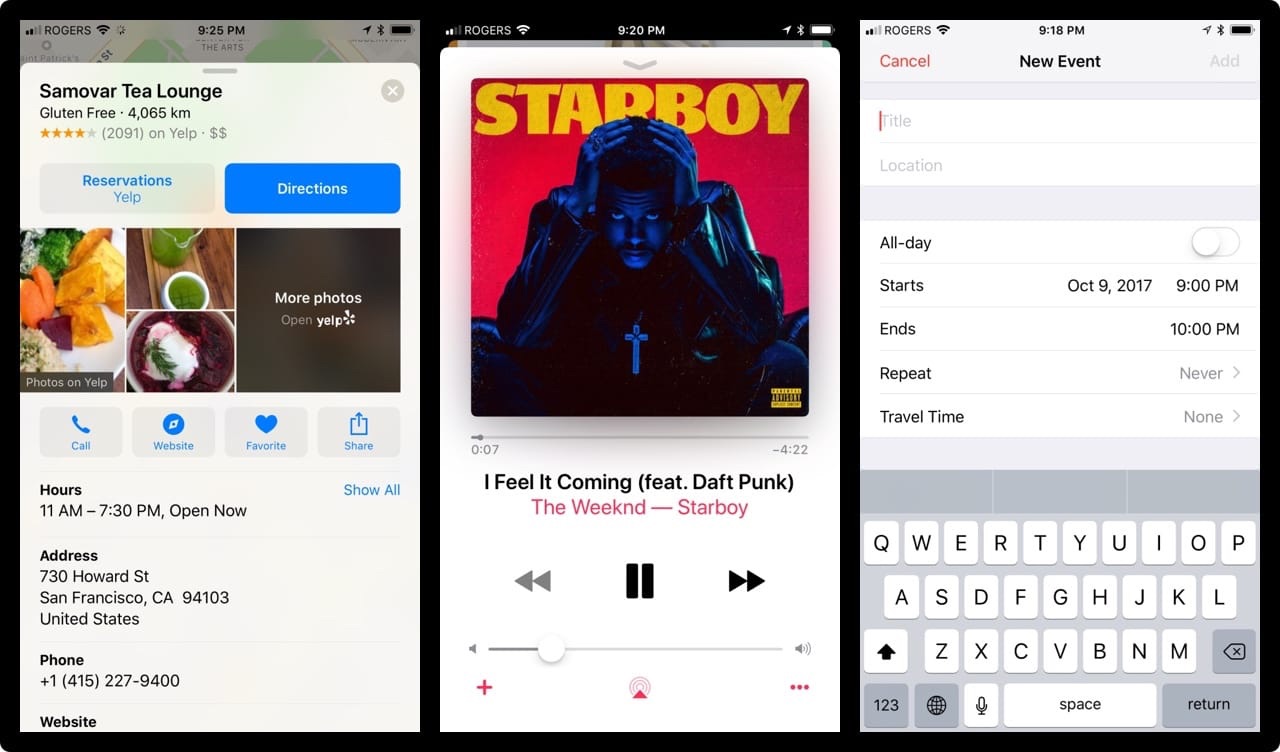 ROGERS 9:25 PM
THE ARTS
Samovar Tea Lounge
Gluten Free · 4,065 km
★★★★★ (2091) on Yelp · $$
Reservations
Yelp
Directions
More photos
Open yelp
Photos on Yelp
Call
Website
Favorite
Share
Hours
Show All
11 AM – 7:30 PM, Open Now
Address
730 Howard St
San Francisco, CA 94103
United States
Phone
+1 (415) 227-9400
Website
ROGERS 9:20 PM
STARBOY
PARENTAL
ADVISORY
EXPLICIT CONTENT
0:07
−4:22
I Feel It Coming (feat. Daft Punk)
The Weeknd — Starboy
ROGERS 9:18 PM
Cancel
New Event
Add
Title
Location
All-day
Starts Oct 9, 2017 9:00 PM
Ends 10:00 PM
Repeat Never
Travel Time None
Q W E R T Y U I O P
A S D F G H J K L
Z X C V B N M
123 space return